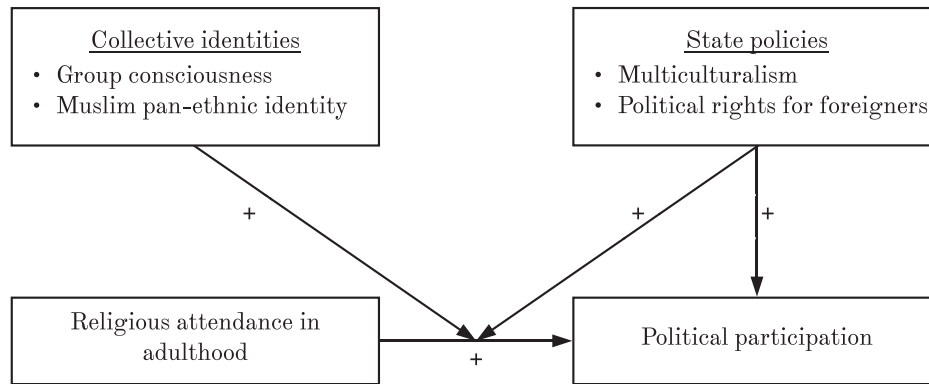 Collective identities
• Group consciousness
• Muslim pan-ethnic identity
State policies
• Multiculturalism
• Political rights for foreigners
+
+
+
Religious attendance in
adulthood
+
Political participation